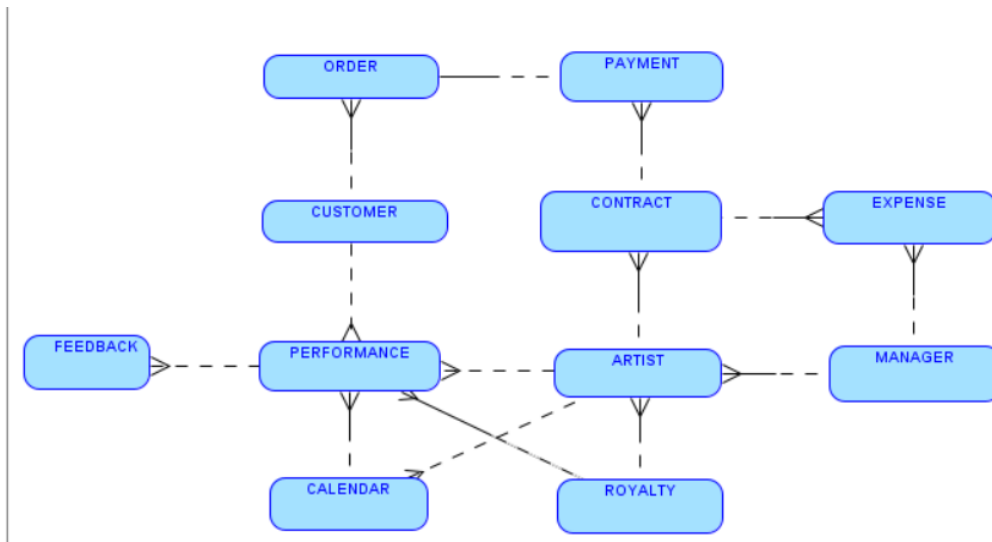 ORDER
PAYMENT
CUSTOMER
CONTRACT
EXPENSE
FEEDBACK
PERFORMANCE
ARTIST
MANAGER
CALENDAR
ROYALTY